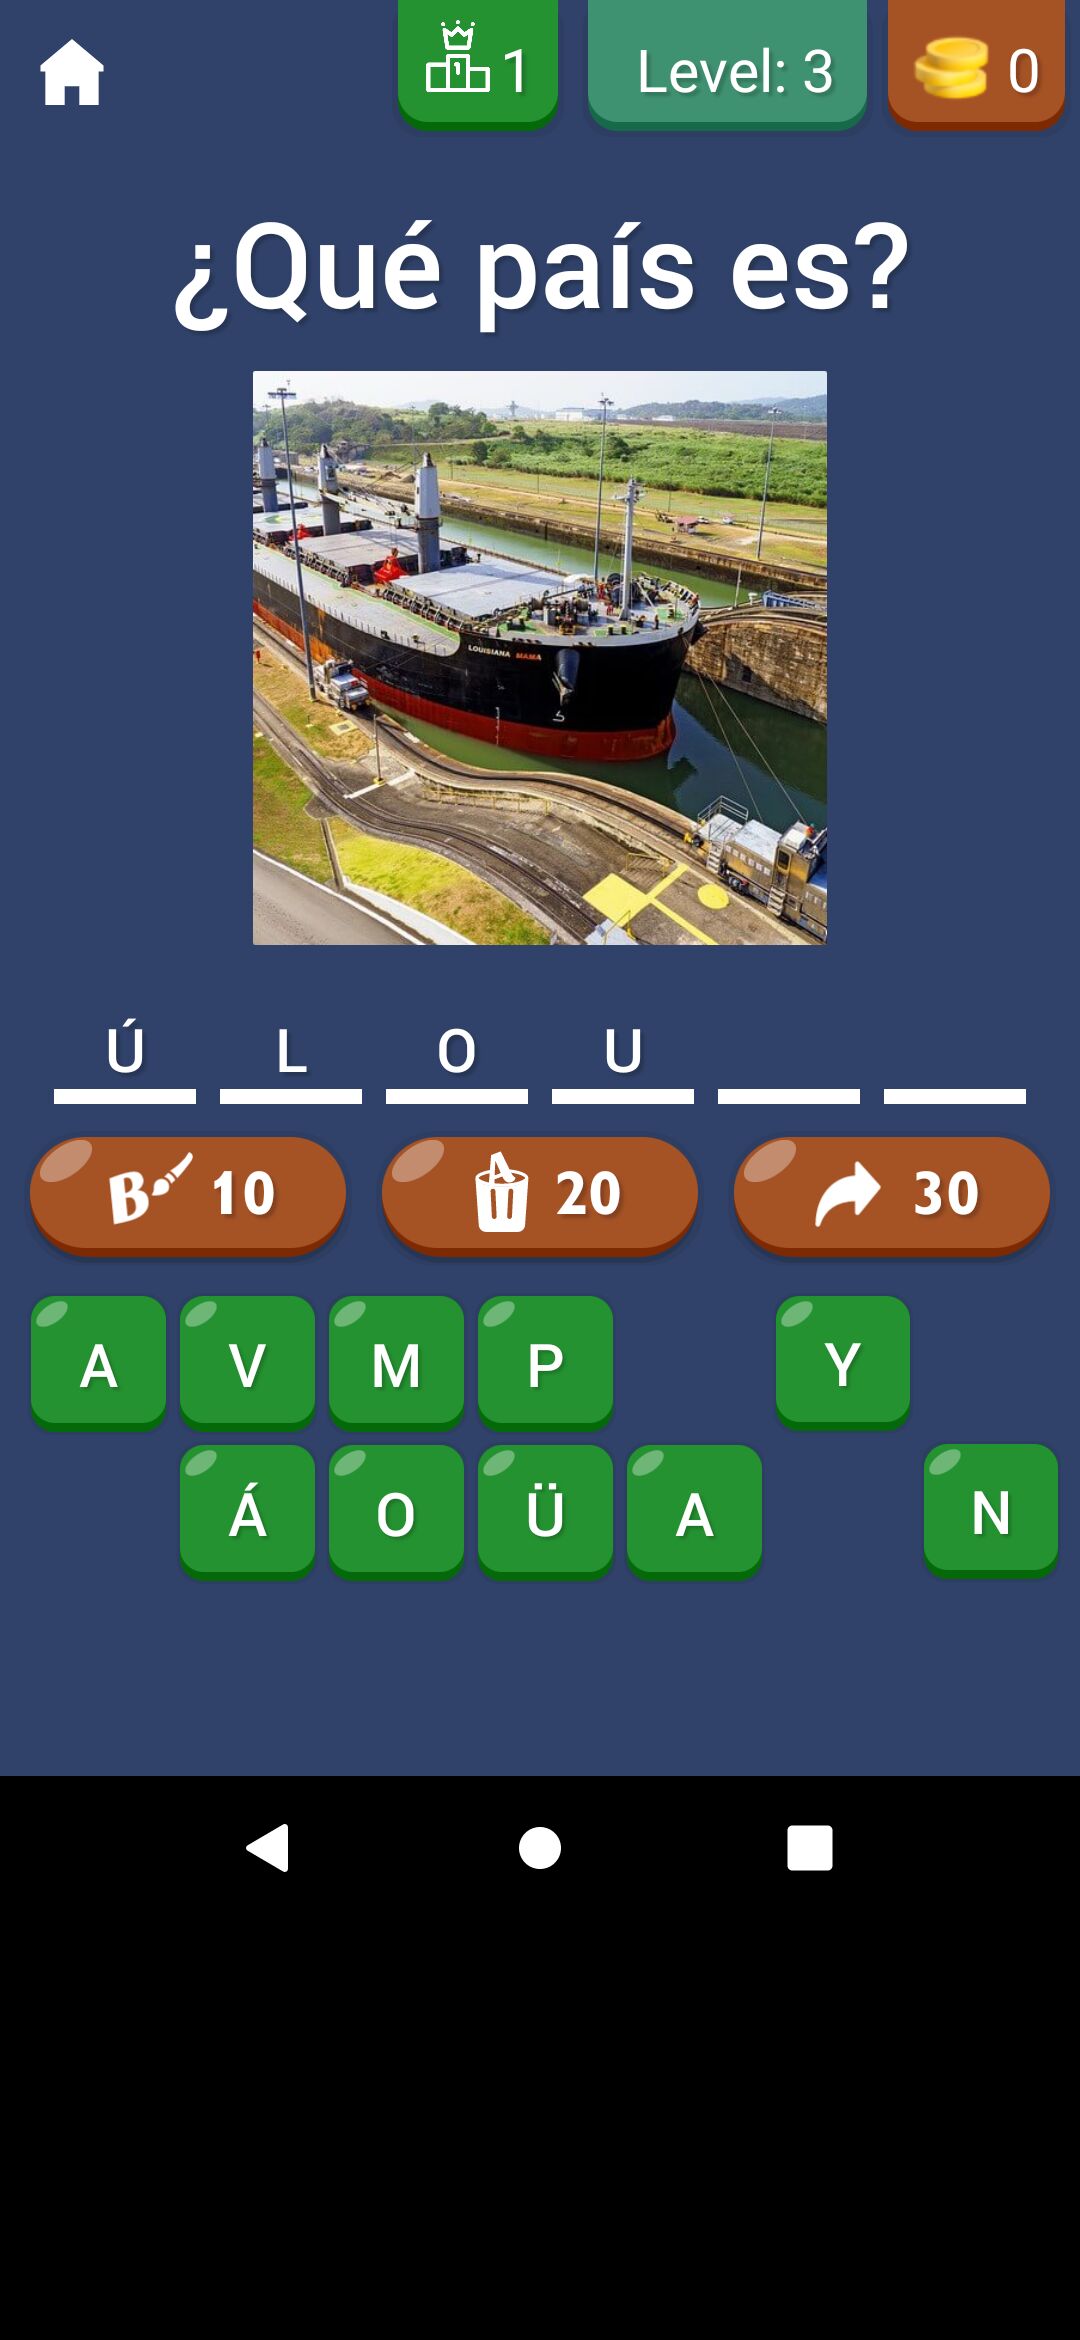 1 Level: 3 0
¿Qué país es?
LOUISIANA MAMA
Ú L O U
B 10 20 30
A V M P Y
Á O Ü A N